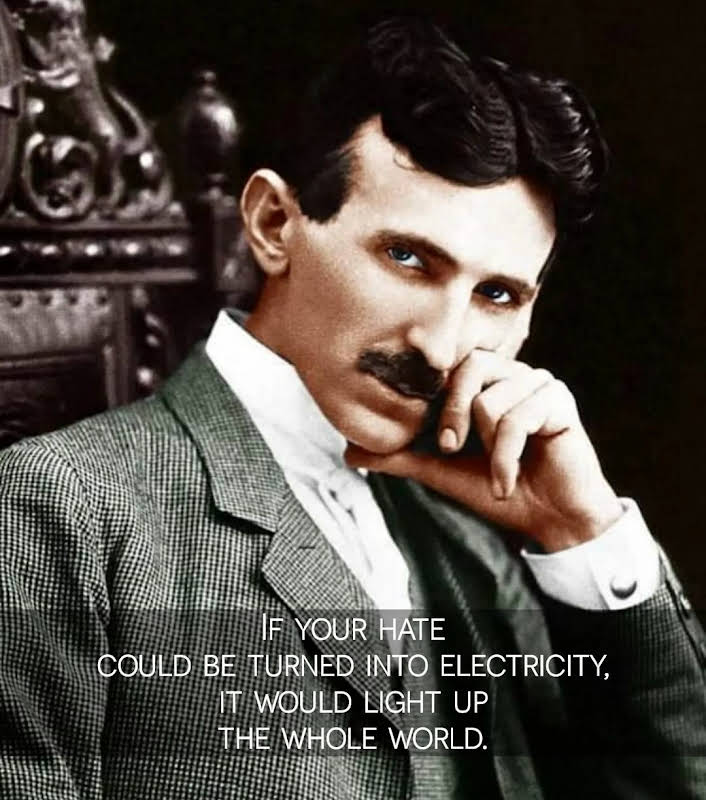 IF YOUR HATE
COULD BE TURNED INTO ELECTRICITY,
IT WOULD LIGHT UP
THE WHOLE WORLD.